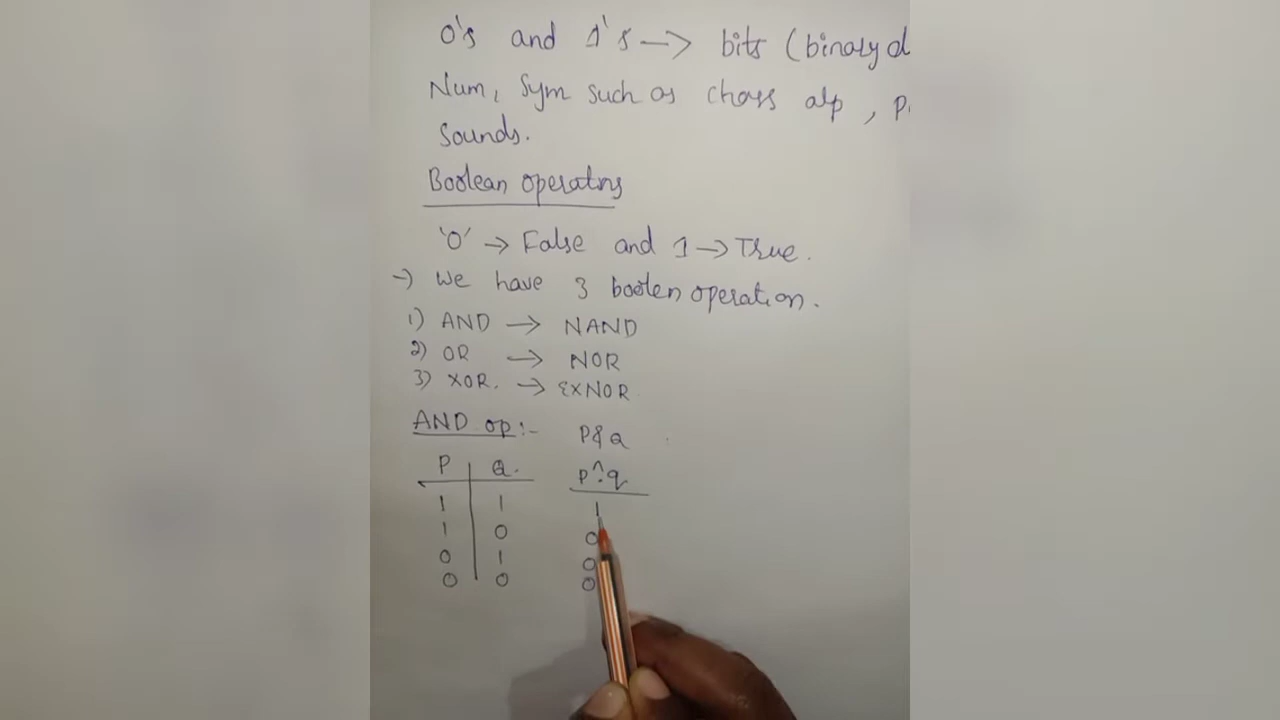 0's and 1's → bits (binary d
Num, Sym such as chars alp, p
Sounds.
Boolean operators
'0' → False and 1 → True.
→ We have 3 boolen operation.
1) AND → NAND
2) OR → NOR
3) XOR. → EXNOR
AND op:- P&Q
P Q. p^.q
1 1 1
1 0 0
0 1 0
0 0 0